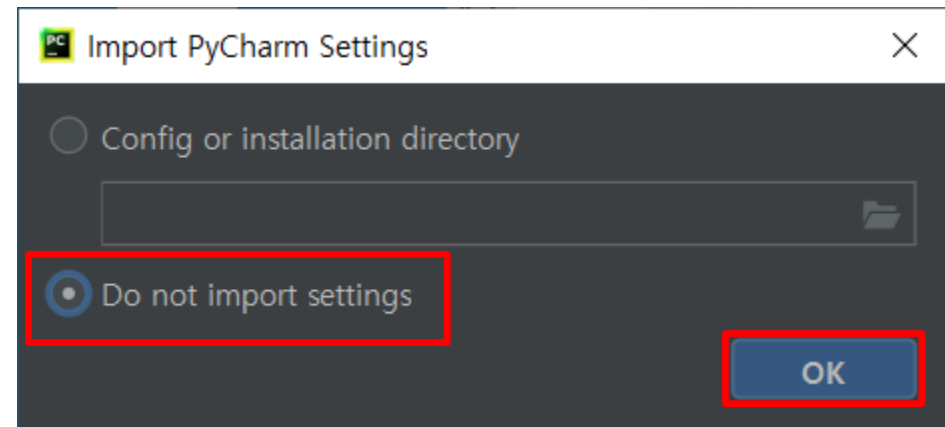 PC
Import PyCharm Settings
Config or installation directory
Do not import settings
OK